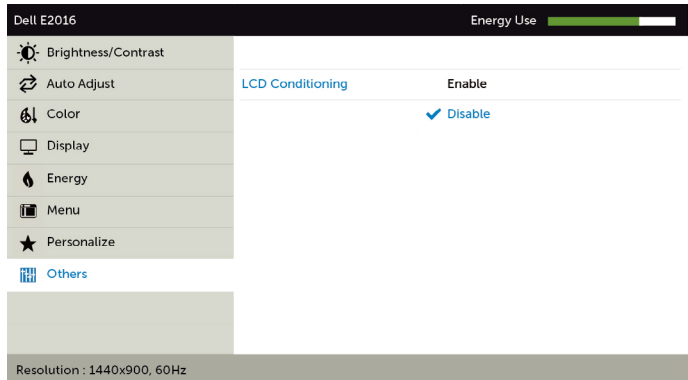 Dell E2016 Energy Use
Brightness/Contrast
Auto Adjust LCD Conditioning Enable
Color Disable
Display
Energy
Menu
Personalize
Others
Resolution : 1440x900, 60Hz